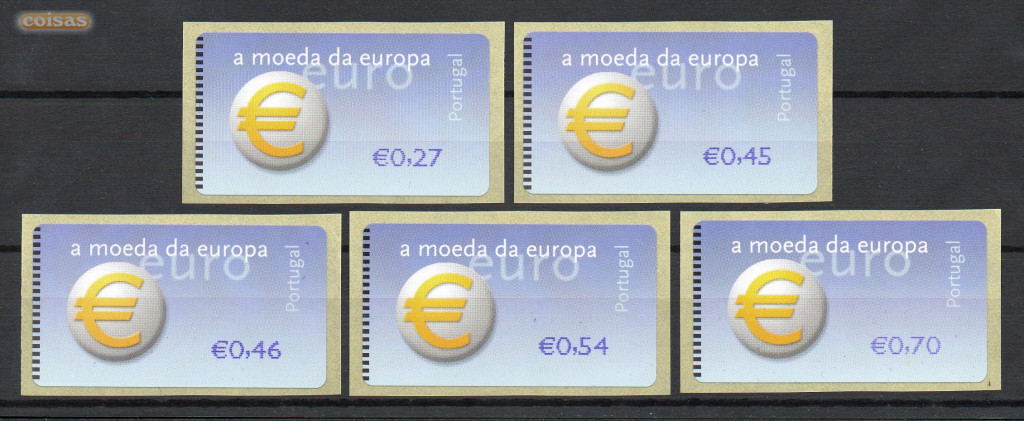 coisas
a moeda da europa
euro
Portugal
€0,27
a moeda da europa
euro
Portugal
€0,45
a moeda da europa
euro
Portugal
€0,46
a moeda da europa
euro
Portugal
€0,54
a moeda da europa
euro
Portugal
€0,70